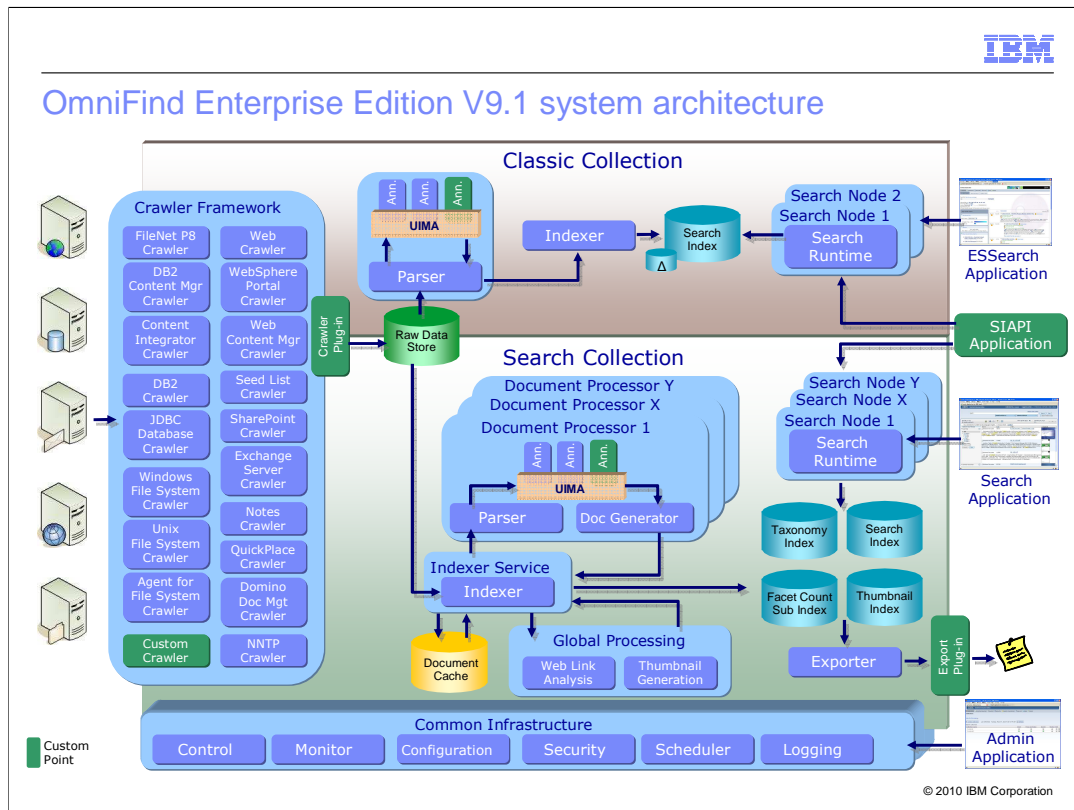 IBM
OmniFind Enterprise Edition V9.1 system architecture
Classic Collection
Crawler Framework
FileNet P8
Crawler
Web
Crawler
DB2
Content Mgr
Crawler
WebSphere
Portal
Crawler
Content
Integrator
Crawler
Web
Content Mgr
Crawler
DB2
Crawler
Seed List
Crawler
JDBC
Database
Crawler
SharePoint
Crawler
Windows
File System
Crawler
Exchange
Server
Crawler
Unix
File System
Crawler
Notes
Crawler
QuickPlace
Crawler
Agent for
File System
Crawler
Domino
Doc Mgt
Crawler
Custom
Crawler
NNTP
Crawler
Crawler
Plug-in
Ann.
Ann.
Ann.
UIMA
Parser
Raw Data
Store
Indexer
Search
Index
Δ
Search Node 2
Search Node 1
Search
Runtime
ESSearch
Application
SIAPI
Application
Search Collection
Document Processor Y
Document Processor X
Document Processor 1
Ann.
Ann.
Ann.
UIMA
Parser
Doc Generator
Indexer Service
Indexer
Document
Cache
Global Processing
Web Link
Analysis
Thumbnail
Generation
Search Node Y
Search Node X
Search Node 1
Search
Runtime
Search
Application
Taxonomy
Index
Search
Index
Facet Count
Sub Index
Thumbnail
Index
Exporter
Export
Plug-in
Common Infrastructure
Control
Monitor
Configuration
Security
Scheduler
Logging
Admin
Application
Custom
Point
© 2010 IBM Corporation